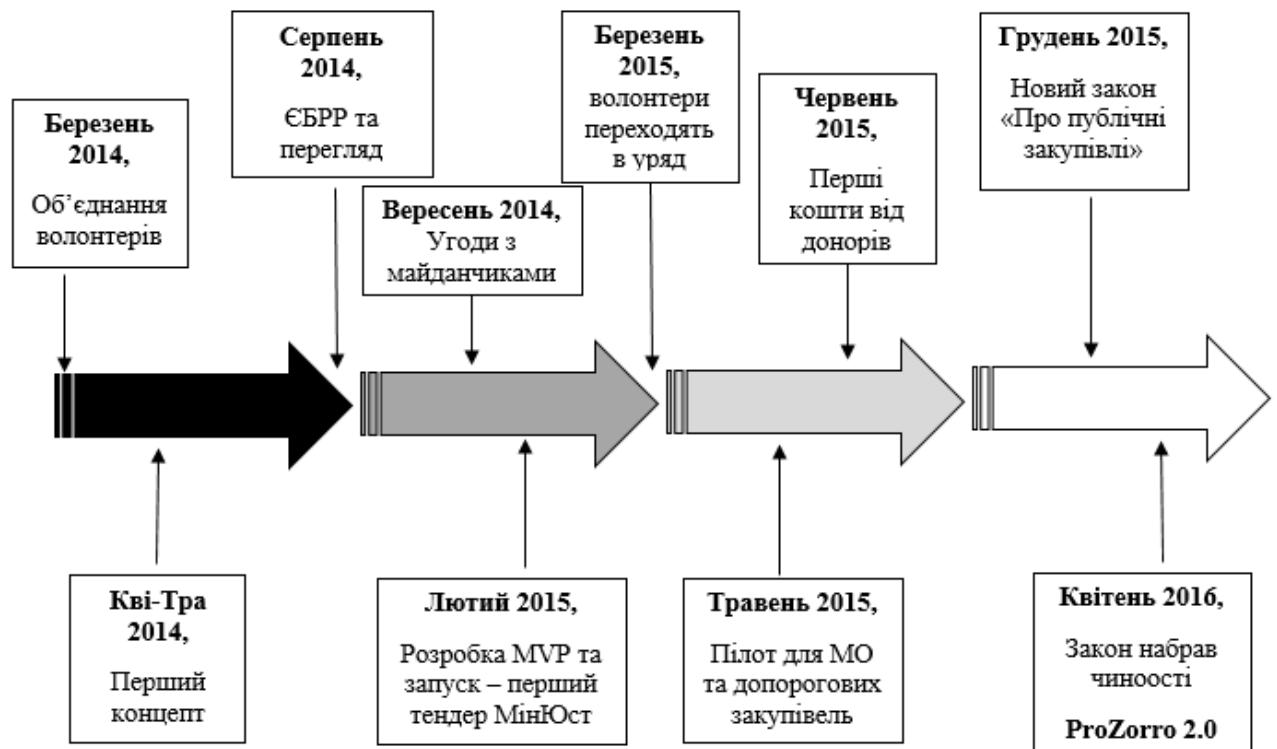 Березень
2014,
Об’єднання
волонтерів
Серпень
2014,
ЄБРР та
перегляд
Вересень 2014,
Угоди з
майданчиками
Березень
2015,
волонтери
переходять
в уряд
Червень
2015,
Перші
кошти від
донорів
Грудень 2015,
Новий закон
«Про публічні
закупівлі»
Кві-Тра
2014,
Перший
концепт
Лютий 2015,
Розробка MVP та
запуск – перший
тендер МінЮст
Травень 2015,
Пілот для МО
та допорогових
закупівель
Квітень 2016,
Закон набрав
чиноості
ProZorro 2.0